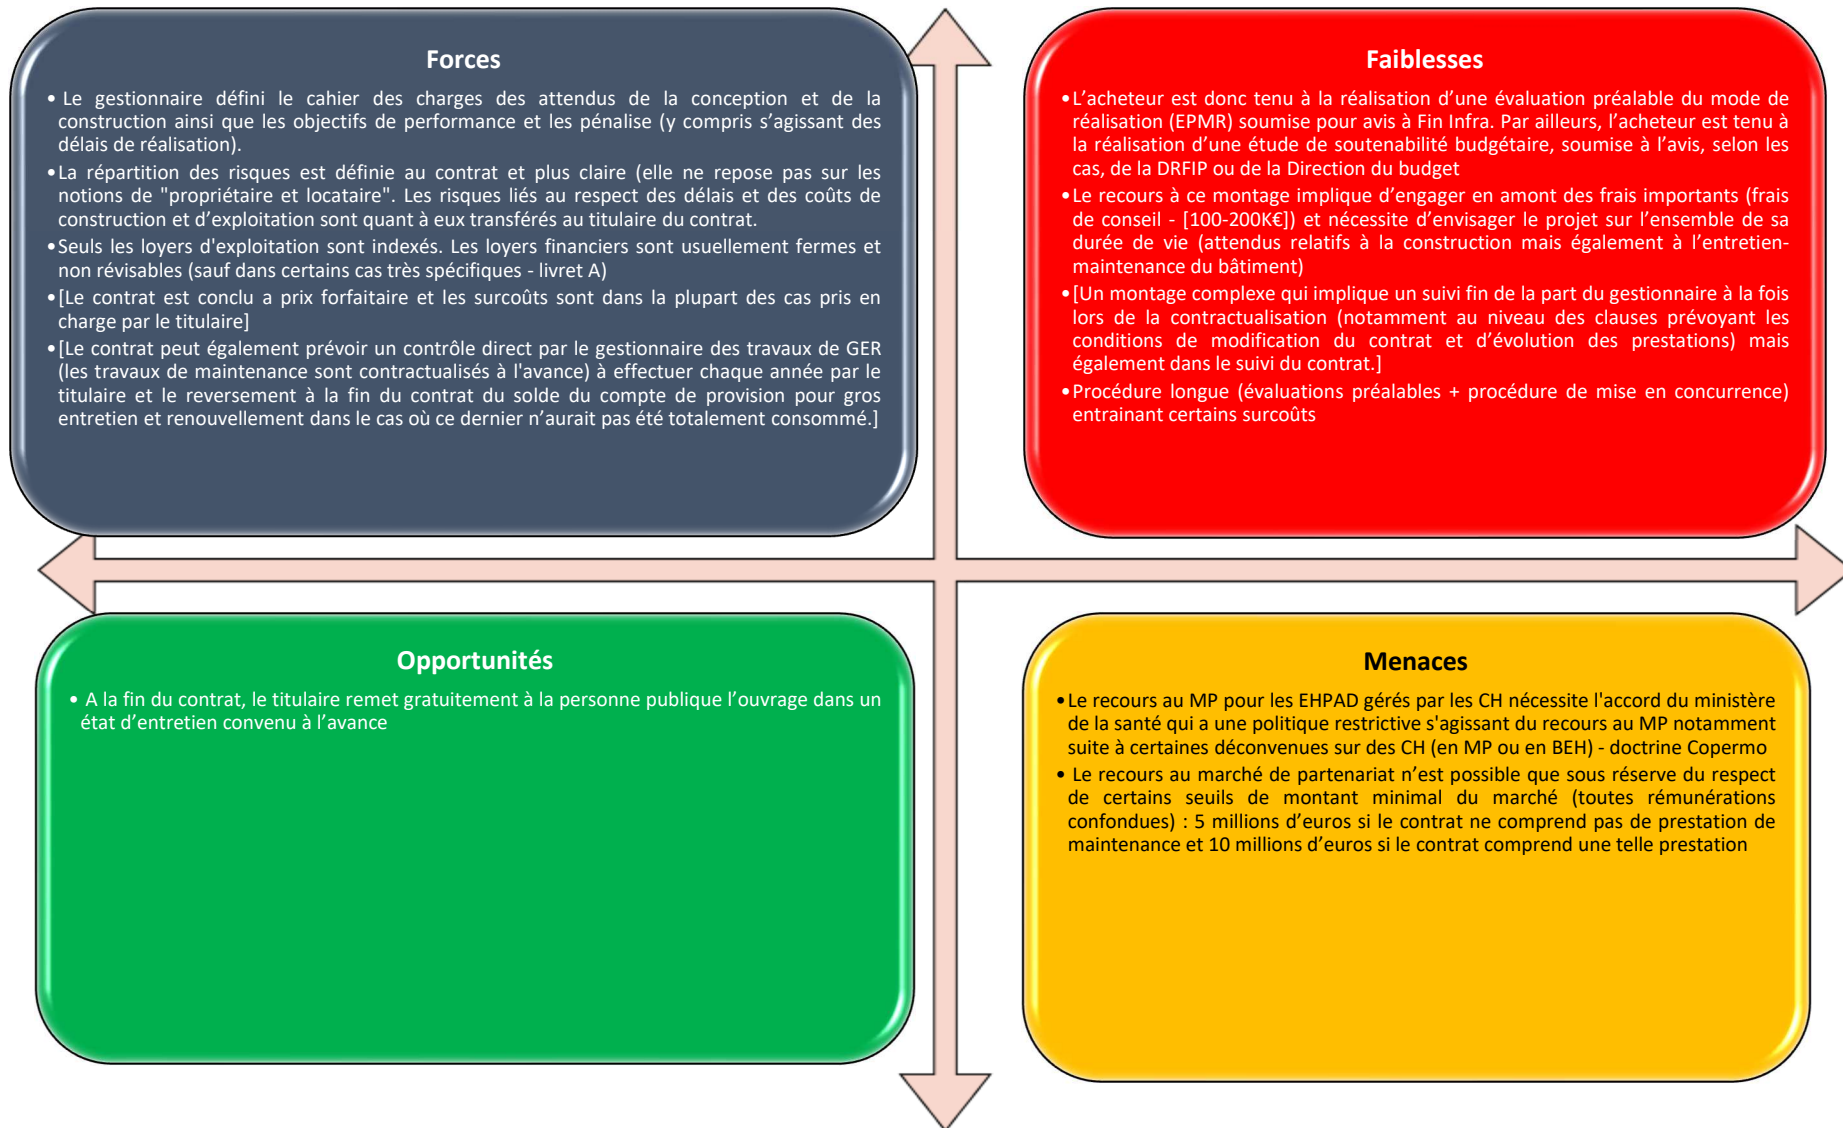 Forces
• Le gestionnaire défini le cahier des charges des attendus de la conception et de la
construction ainsi que les objectifs de performance et les pénalise (y compris s’agissant des
délais de réalisation).
•La répartition des risques est définie au contrat et plus claire (elle ne repose pas sur les
notions de "propriétaire et locataire". Les risques liés au respect des délais et des coûts de
construction et d’exploitation sont quant à eux transférés au titulaire du contrat.
•Seuls les loyers d'exploitation sont indexés. Les loyers financiers sont usuellement fermes et
non révisables (sauf dans certains cas très spécifiques - livret A)
•[Le contrat est conclu a prix forfaitaire et les surcoûts sont dans la plupart des cas pris en
charge par le titulaire]
•[Le contrat peut également prévoir un contrôle direct par le gestionnaire des travaux de GER
(les travaux de maintenance sont contractualisés à l'avance) à effectuer chaque année par le
titulaire et le reversement à la fin du contrat du solde du compte de provision pour gros
entretien et renouvellement dans le cas où ce dernier n’aurait pas été totalement consommé.]
Faiblesses
•L’acheteur est donc tenu à la réalisation d’une évaluation préalable du mode de
réalisation (EPMR) soumise pour avis à Fin Infra. Par ailleurs, l’acheteur est tenu à
la réalisation d’une étude de soutenabilité budgétaire, soumise à l’avis, selon les
cas, de la DRFIP ou de la Direction du budget
•Le recours à ce montage implique d’engager en amont des frais importants (frais
de conseil - [100-200K€]) et nécessite d’envisager le projet sur l’ensemble de sa
durée de vie (attendus relatifs à la construction mais également à l’entretien-
maintenance du bâtiment)
•[Un montage complexe qui implique un suivi fin de la part du gestionnaire à la fois
lors de la contractualisation (notamment au niveau des clauses prévoyant les
conditions de modification du contrat et d’évolution des prestations) mais
également dans le suivi du contrat.]
•Procédure longue (évaluations préalables + procédure de mise en concurrence)
entrainant certains surcoûts
Opportunités
• A la fin du contrat, le titulaire remet gratuitement à la personne publique l’ouvrage dans un
état d’entretien convenu à l’avance
Menaces
•Le recours au MP pour les EHPAD gérés par les CH nécessite l'accord du ministère
de la santé qui a une politique restrictive s'agissant du recours au MP notamment
suite à certaines déconvenues sur des CH (en MP ou en BEH) - doctrine Copermo
• Le recours au marché de partenariat n’est possible que sous réserve du respect
de certains seuils de montant minimal du marché (toutes rémunérations
confondues) : 5 millions d’euros si le contrat ne comprend pas de prestation de
maintenance et 10 millions d’euros si le contrat comprend une telle prestation